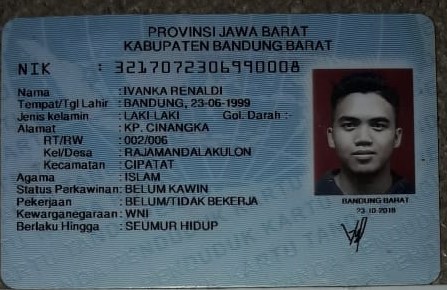 PROVINSI JAWA BARAT
KABUPATEN BANDUNG BARAT
NIK : 3217072306990008
Nama : IVANKA RENALDI
Tempat/Tgl Lahir : BANDUNG, 23-06-1999
Jenis kelamin : LAKI-LAKI Gol. Darah :-
Alamat : KP. CINANGKA
RT/RW : 002/006
Kel/Desa : RAJAMANDALAKULON
Kecamatan : CIPATAT
Agama : ISLAM
Status Perkawinan: BELUM KAWIN
Pekerjaan : BELUM/TIDAK BEKERJA
Kewarganegaraan: WNI
Berlaku Hingga : SEUMUR HIDUP
BANDUNG BARAT
23-10-2018